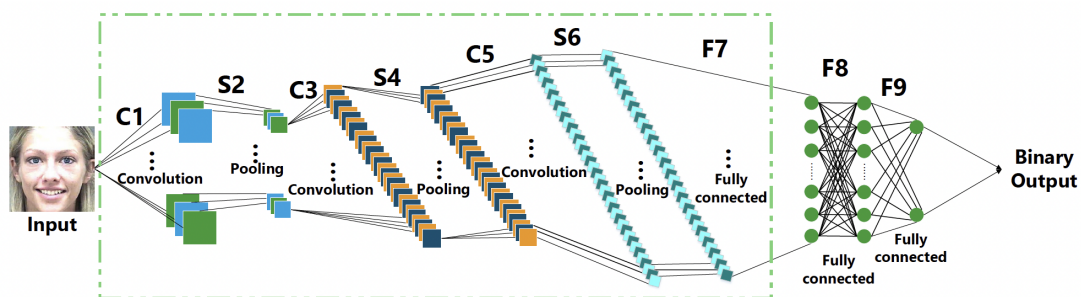 C1
S2
C3
S4
C5
S6
F7
F8
F9
Input
Convolution
Pooling
Convolution
Pooling
Convolution
Pooling
Fully
connected
Fully
connected
Fully
connected
Binary
Output